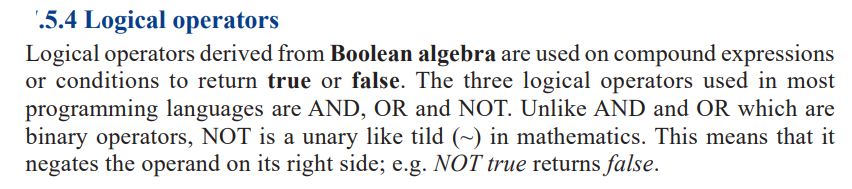 .5.4 Logical operators
Logical operators derived from Boolean algebra are used on compound expressions
or conditions to return true or false. The three logical operators used in most
programming languages are AND, OR and NOT. Unlike AND and OR which are
binary operators, NOT is a unary like tild (~) in mathematics. This means that it
negates the operand on its right side; e.g. NOT true returns false.